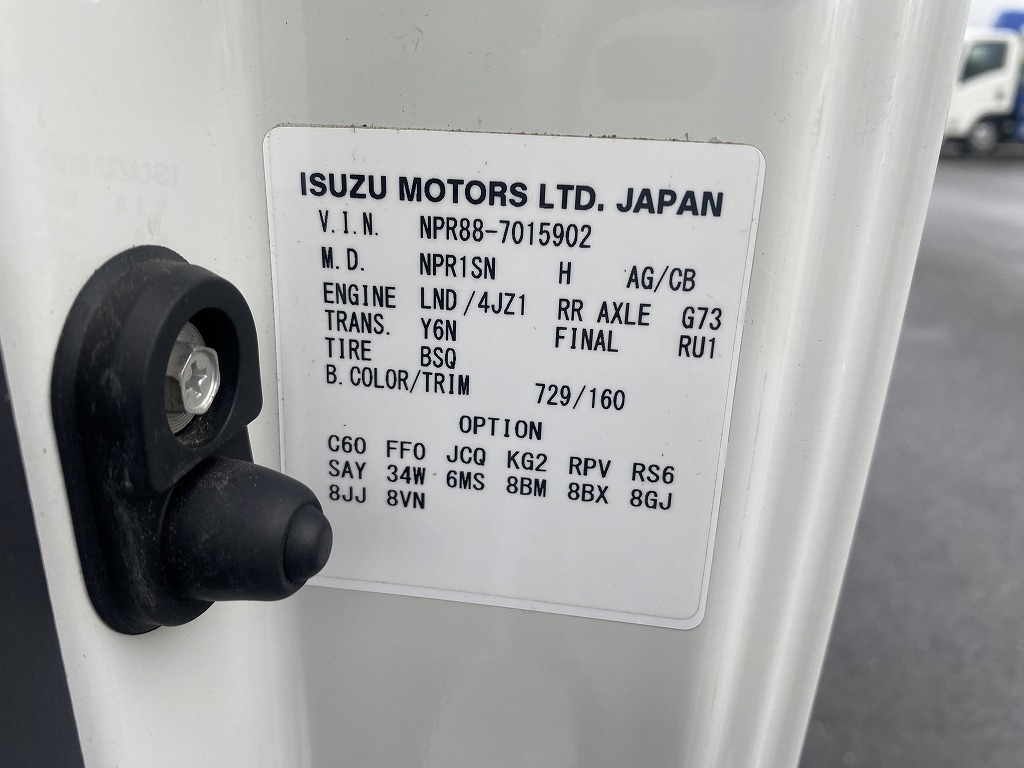 ISUZU MOTORS LTD. JAPAN
V.I.N. NPR88-7015902
M.D. NPR1SN H AG/CB
ENGINE LND/4JZ1 RR AXLE G73
TRANS. Y6N FINAL RU1
TIRE BSQ
B.COLOR/TRIM 729/160
OPTION
C60 FFO JCQ KG2 RPV RS6
SAY 34W 6MS 8BM 8BX 8GJ
8JJ 8VN